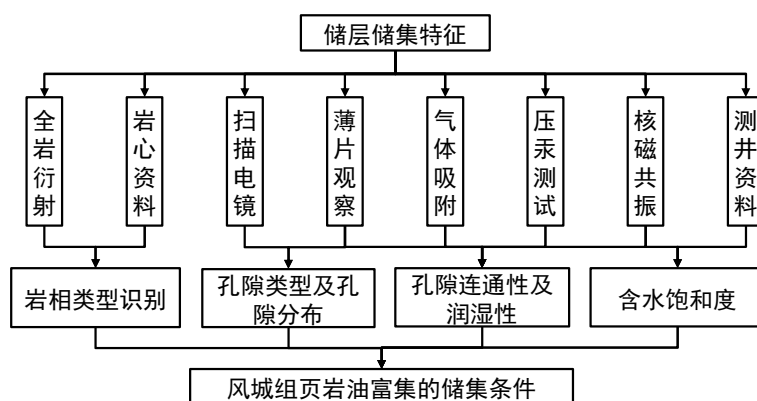 储层储集特征
全岩衍射
岩心资料
扫描电镜
薄片观察
气体吸附
压汞测试
核磁共振
测井资料
岩相类型识别
孔隙类型及孔
隙分布
孔隙连通性及
润湿性
含水饱和度
风城组页岩油富集的储集条件